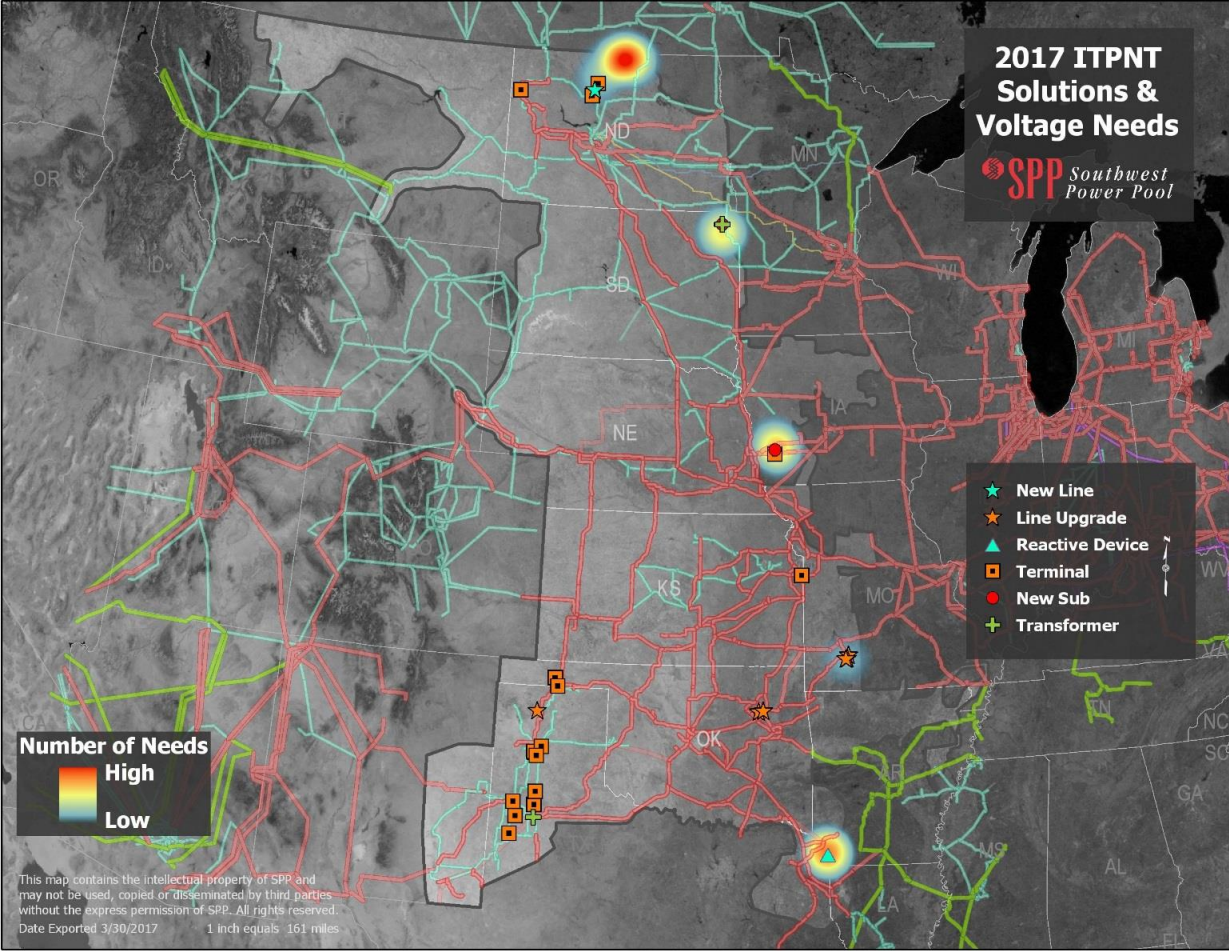 2017 ITPNT
Solutions &
Voltage Needs
SPP Southwest
Power Pool
ND
MN
OR
ID
SD
WI
MI
IA
NE
New Line
Line Upgrade
Reactive Device
Terminal
New Sub
Transformer
N
WV
KS
MO
VA
TN
NC
CA
OK
AR
SC
GA
MS
AL
LA
FL
Number of Needs
High
Low
This map contains the intellectual property of SPP and
may not be used, copied or disseminated by third parties
without the express permission of SPP. All rights reserved.
Date Exported 3/30/2017 1 inch equals 161 miles